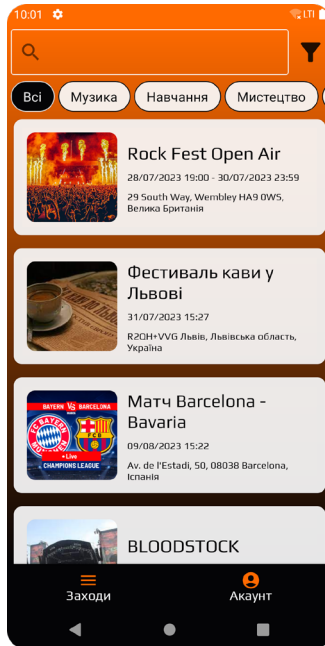 10:01 LTE
Всі Музика Навчання Мистецтво
Rock Fest Open Air
28/07/2023 19:00 - 30/07/2023 23:59
29 South Way, Wembley HA9 0WS,
Велика Британія
Фестиваль кави у
Львові
31/07/2023 15:27
R2QH+VVG Львів, Львівська область,
Україна
BAYERN VS BARCELONA
Live
CHAMPIONS LEAGUE
Матч Barcelona -
Bavaria
09/08/2023 15:22
Av. de l'Estadi, 50, 08038 Barcelona,
Іспанія
BLOODSTOCK
Заходи Акаунт